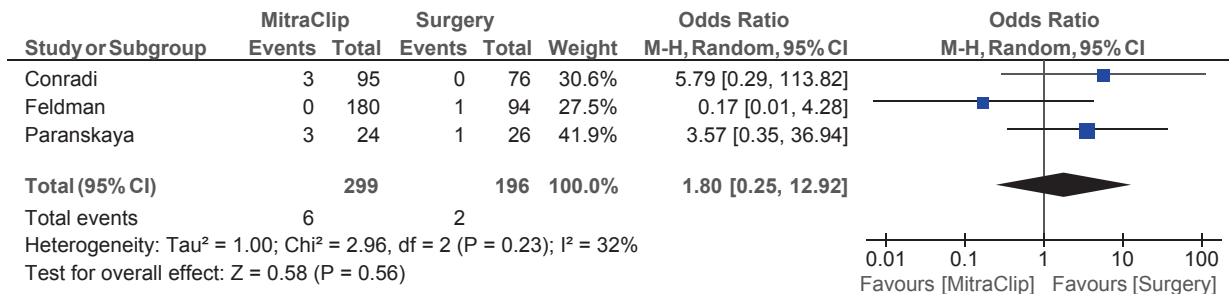 MitraClip Surgery Odds Ratio Odds Ratio
Study or Subgroup Events Total Events Total Weight M-H, Random, 95% CI M-H, Random, 95% CI
Conradi 3 95 0 76 30.6% 5.79 [0.29, 113.82]
Feldman 0 180 1 94 27.5% 0.17 [0.01, 4.28]
Paranskaya 3 24 1 26 41.9% 3.57 [0.35, 36.94]
Total (95% CI) 299 196 100.0% 1.80 [0.25, 12.92]
Total events 6 2
Heterogeneity: Tau² = 1.00; Chi² = 2.96, df = 2 (P = 0.23); I² = 32%
Test for overall effect: Z = 0.58 (P = 0.56)
0.01 0.1 1 10 100
Favours [MitraClip] Favours [Surgery]